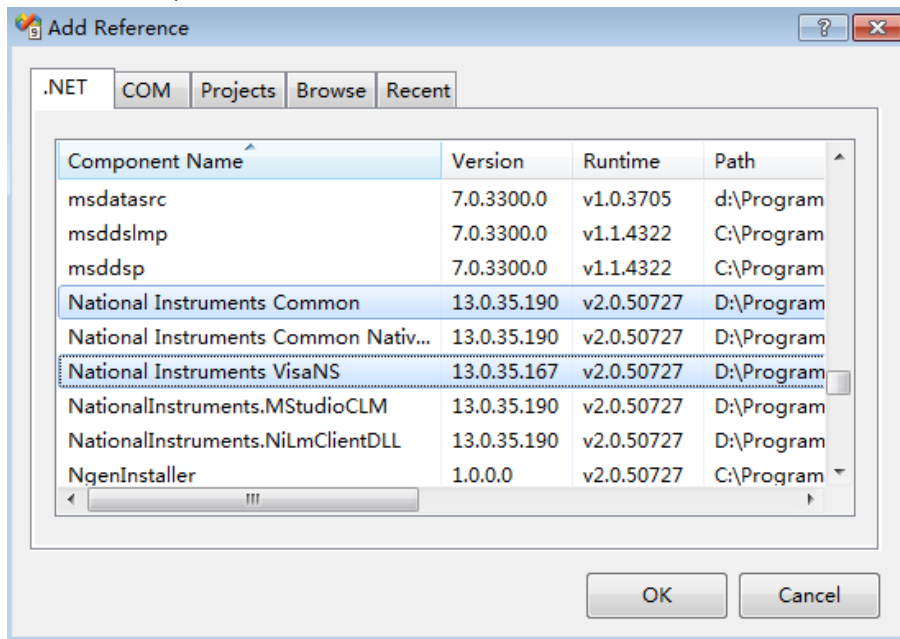 Add Reference
.NET COM Projects Browse Recent
Component Name Version Runtime Path
msdatasrc 7.0.3300.0 v1.0.3705 d:\Program
msddslmp 7.0.3300.0 v1.1.4322 C:\Program
msddsp 7.0.3300.0 v1.1.4322 C:\Program
National Instruments Common 13.0.35.190 v2.0.50727 D:\Program
National Instruments Common Nativ... 13.0.35.190 v2.0.50727 D:\Program
National Instruments VisaNS 13.0.35.167 v2.0.50727 D:\Program
NationalInstruments.MStudioCLM 13.0.35.190 v2.0.50727 D:\Program
NationalInstruments.NiLmClientDLL 13.0.35.190 v2.0.50727 D:\Program
NgenInstaller 1.0.0.0 v2.0.50727 C:\Program
OK Cancel